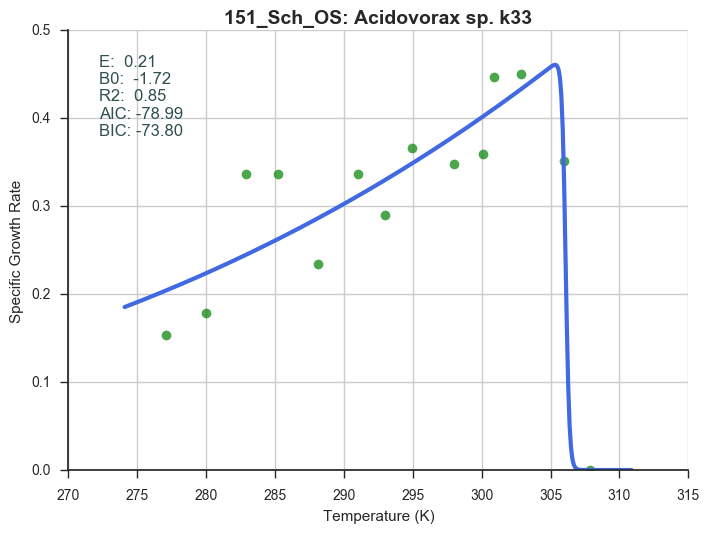 151_Sch_OS: Acidovorax sp. k33
E: 0.21
B0: -1.72
R2: 0.85
AIC: -78.99
BIC: -73.80
Specific Growth Rate
0.5
0.4
0.3
0.2
0.1
0.0
270 275 280 285 290 295 300 305 310 315
Temperature (K)